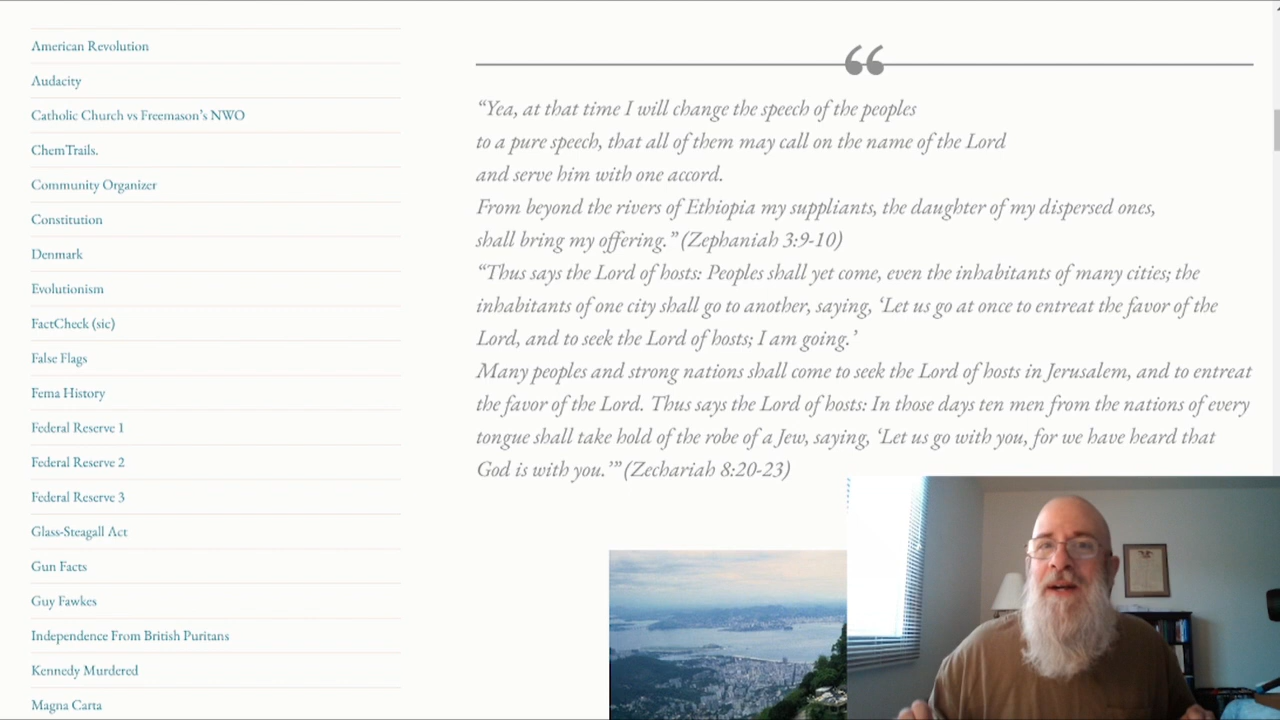 American Revolution
Audacity
Catholic Church vs Freemason's NWO
ChemTrails.
Community Organizer
Constitution
Denmark
Evolutionism
FactCheck (sic)
False Flags
Fema History
Federal Reserve 1
Federal Reserve 2
Federal Reserve 3
Glass-Steagall Act
Gun Facts
Guy Fawkes
Independence From British Puritans
Kennedy Murdered
Magna Carta
“Yea, at that time I will change the speech of the peoples
to a pure speech, that all of them may call on the name of the Lord
and serve him with one accord.
From beyond the rivers of Ethiopia my suppliants, the daughter of my dispersed ones,
shall bring my offering.” (Zephaniah 3:9-10)
“Thus says the Lord of hosts: Peoples shall yet come, even the inhabitants of many cities; the
inhabitants of one city shall go to another, saying, ‘Let us go at once to entreat the favor of the
Lord, and to seek the Lord of hosts; I am going.’
Many peoples and strong nations shall come to seek the Lord of hosts in Jerusalem, and to entreat
the favor of the Lord. Thus says the Lord of hosts: In those days ten men from the nations of every
tongue shall take hold of the robe of a Jew, saying, ‘Let us go with you, for we have heard that
God is with you.’” (Zechariah 8:20-23)